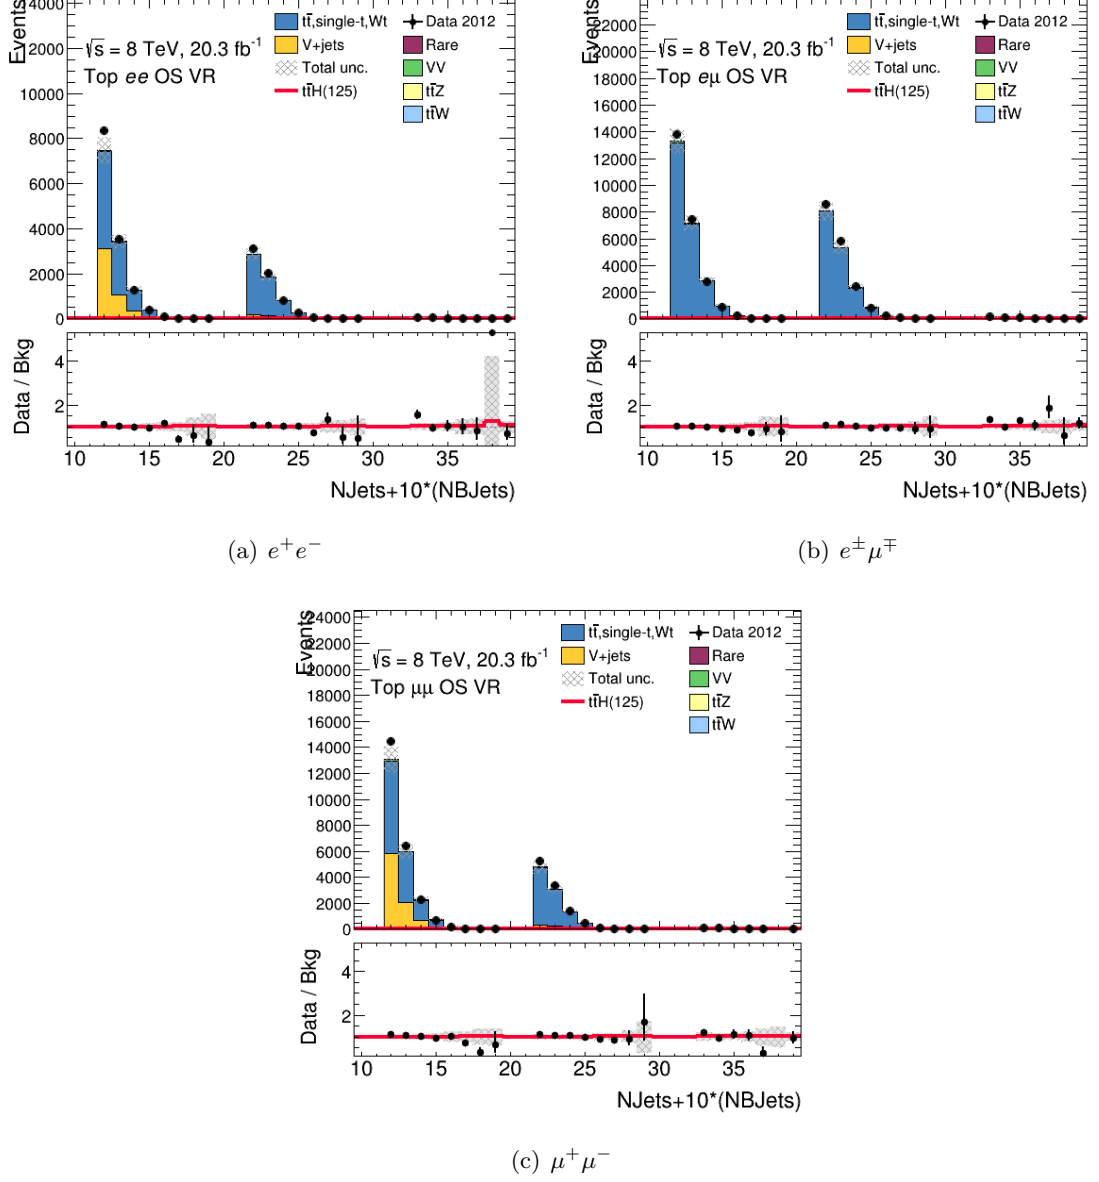 Events
14000
12000
10000
8000
6000
4000
2000
0
√s = 8 TeV, 20.3 fb⁻¹
Top ee OS VR
tt̄,single-t,Wt
V+jets
Total unc.
tt̄H(125)
Data 2012
Rare
VV
tt̄Z
tt̄W
Data / Bkg
4
2
10 15 20 25 30 35
NJets+10*(NBJets)
(a) e⁺e⁻
Events
22000
20000
18000
16000
14000
12000
10000
8000
6000
4000
2000
0
√s = 8 TeV, 20.3 fb⁻¹
Top eμ OS VR
tt̄,single-t,Wt
V+jets
Total unc.
tt̄H(125)
Data 2012
Rare
VV
tt̄Z
tt̄W
Data / Bkg
4
2
10 15 20 25 30 35
NJets+10*(NBJets)
(b) e±μ∓
Events
24000
22000
20000
18000
16000
14000
12000
10000
8000
6000
4000
2000
0
√s = 8 TeV, 20.3 fb⁻¹
Top μμ OS VR
tt̄,single-t,Wt
V+jets
Total unc.
tt̄H(125)
Data 2012
Rare
VV
tt̄Z
tt̄W
Data / Bkg
4
2
10 15 20 25 30 35
NJets+10*(NBJets)
(c) μ⁺μ⁻